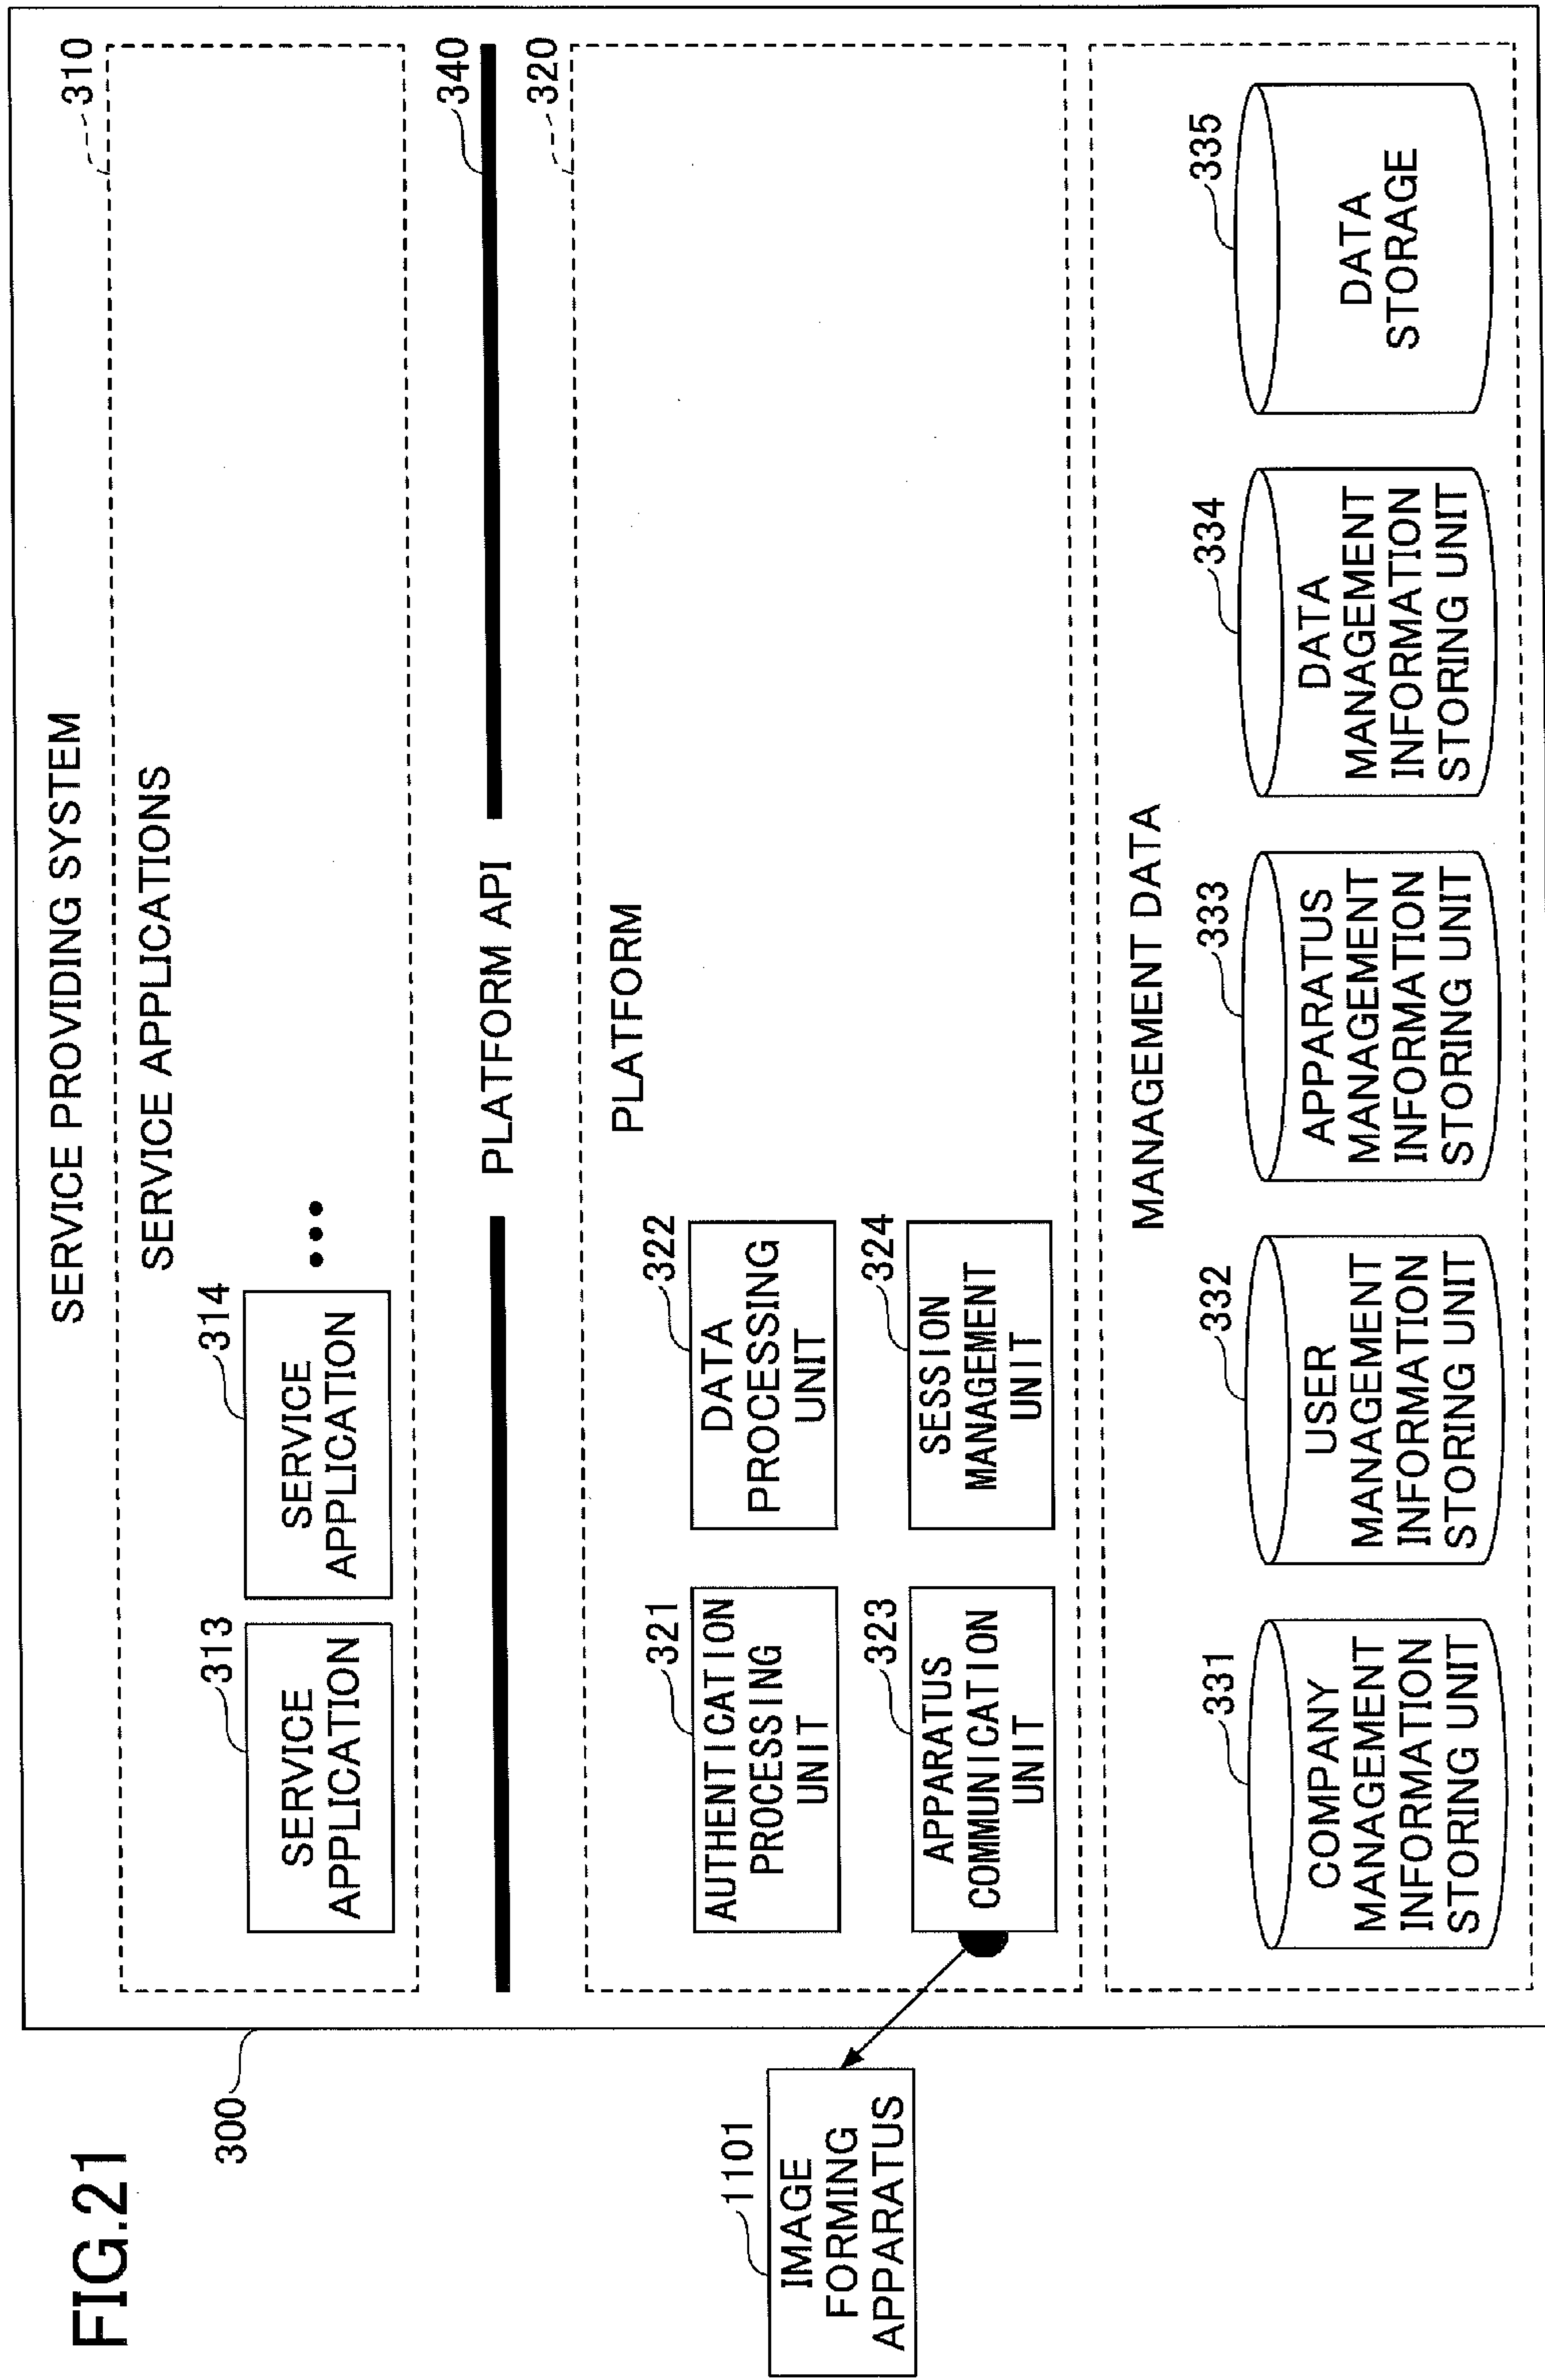 FIG.21
300
SERVICE PROVIDING SYSTEM
310
SERVICE APPLICATIONS
313
SERVICE
APPLICATION
314
SERVICE
APPLICATION
•••
PLATFORM API
340
320
PLATFORM
321
AUTHENTICATION
PROCESSING
UNIT
322
DATA
PROCESSING
UNIT
323
APPARATUS
COMMUNICATION
UNIT
324
SESSION
MANAGEMENT
UNIT
1101
IMAGE
FORMING
APPARATUS
MANAGEMENT DATA
331
COMPANY
MANAGEMENT
INFORMATION
STORING UNIT
332
USER
MANAGEMENT
INFORMATION
STORING UNIT
333
APPARATUS
MANAGEMENT
INFORMATION
STORING UNIT
334
DATA
MANAGEMENT
INFORMATION
STORING UNIT
335
DATA
STORAGE